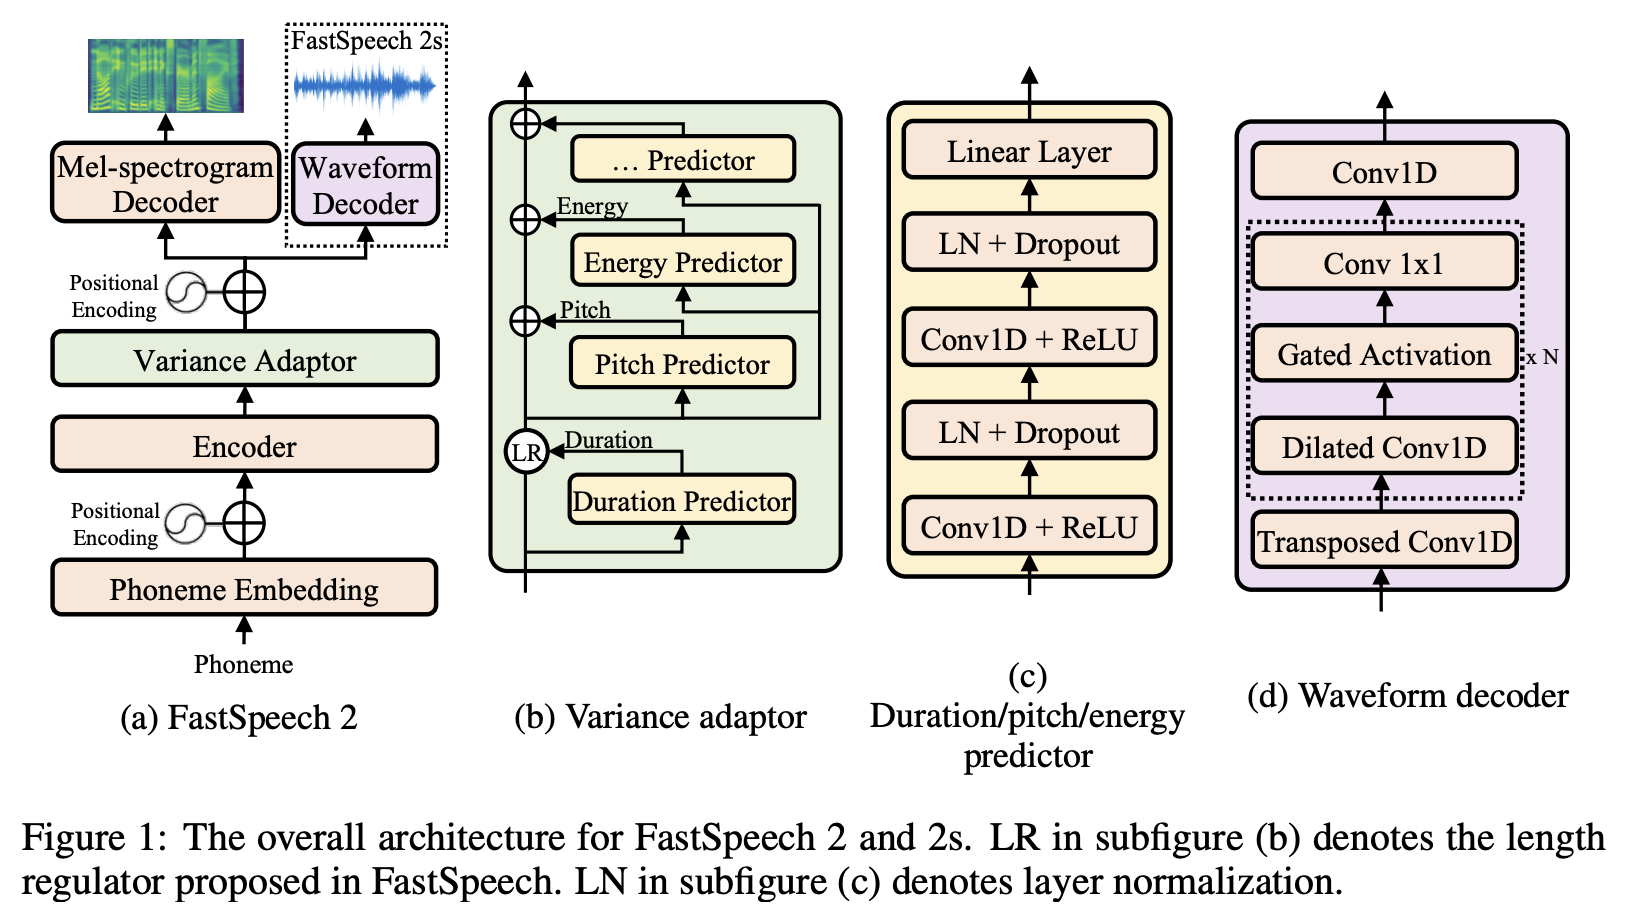 FastSpeech 2s
Mel-spectrogram
Decoder
Waveform
Decoder
Positional
Encoding
Variance Adaptor
Encoder
Positional
Encoding
Phoneme Embedding
Phoneme
(a) FastSpeech 2
... Predictor
Energy
Energy Predictor
Pitch
Pitch Predictor
LR
Duration
Duration Predictor
(b) Variance adaptor
Linear Layer
LN + Dropout
Conv1D + ReLU
LN + Dropout
Conv1D + ReLU
(c)
Duration/pitch/energy
predictor
Conv1D
Conv 1x1
Gated Activation
x N
Dilated Conv1D
Transposed Conv1D
(d) Waveform decoder
Figure 1: The overall architecture for FastSpeech 2 and 2s. LR in subfigure (b) denotes the length
regulator proposed in FastSpeech. LN in subfigure (c) denotes layer normalization.